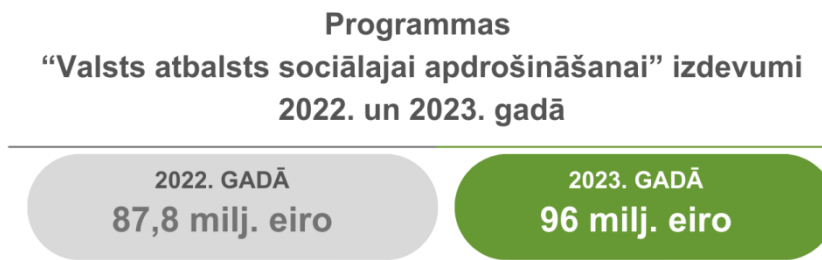 Programmas
“Valsts atbalsts sociālajai apdrošināšanai” izdevumi
2022. un 2023. gadā
2022. GADĀ
87,8 milj. eiro
2023. GADĀ
96 milj. eiro